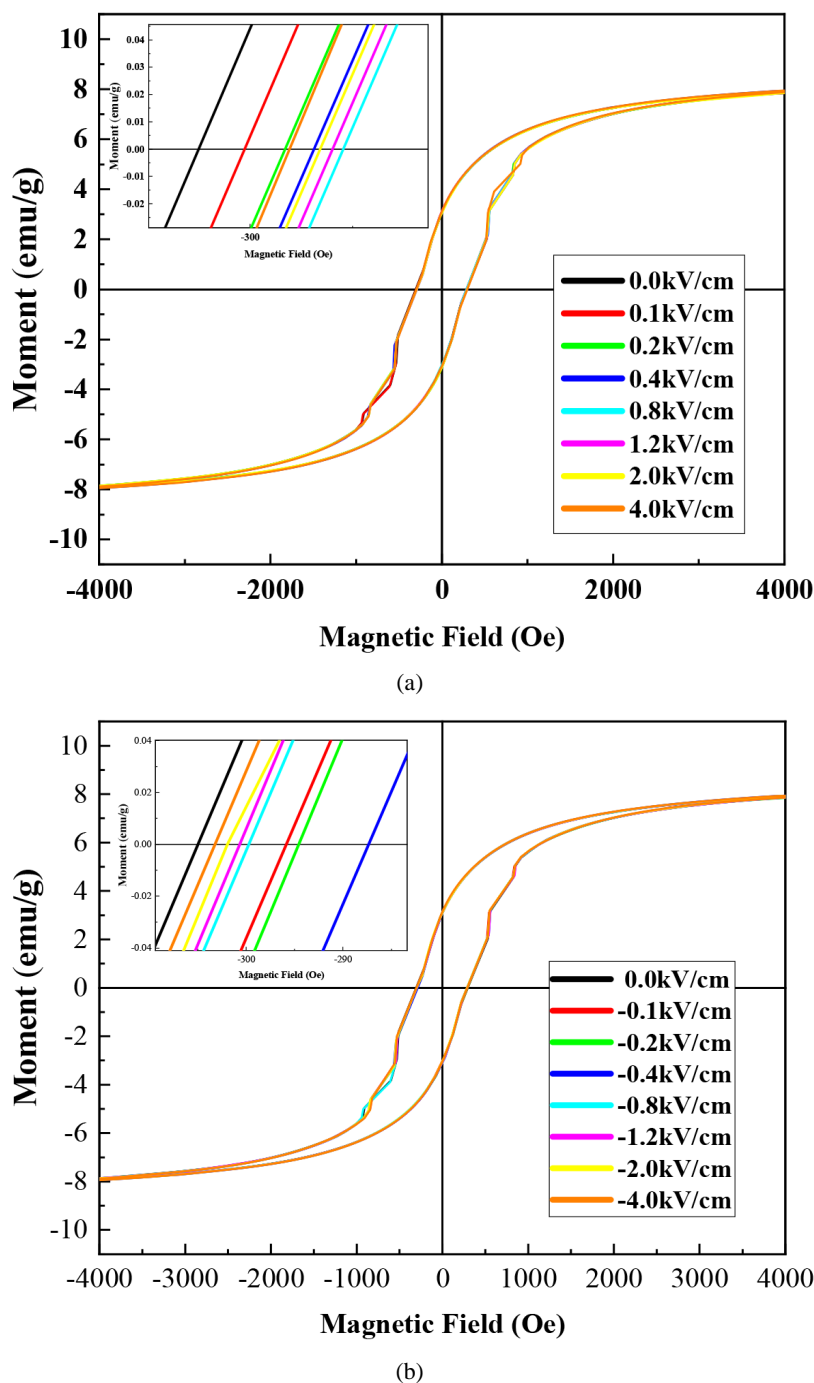 10
8
6
4
2
0
-2
-4
-6
-8
-10
Moment (emu/g)
0.04
0.03
0.02
0.00
-0.02
Moment (emu/g)
-300
Magnetic Field (Oe)
0.0kV/cm
0.1kV/cm
0.2kV/cm
0.4kV/cm
0.8kV/cm
1.2kV/cm
2.0kV/cm
4.0kV/cm
-4000 -2000 0 2000 4000
Magnetic Field (Oe)
(a)
10
8
6
4
2
0
-2
-4
-6
-8
-10
Moment (emu/g)
0.04
0.02
0.00
-0.02
-0.04
Moment (emu/g)
-300 -290
Magnetic Field (Oe)
0.0kV/cm
-0.1kV/cm
-0.2kV/cm
-0.4kV/cm
-0.8kV/cm
-1.2kV/cm
-2.0kV/cm
-4.0kV/cm
-4000 -3000 -2000 -1000 0 1000 2000 3000 4000
Magnetic Field (Oe)
(b)